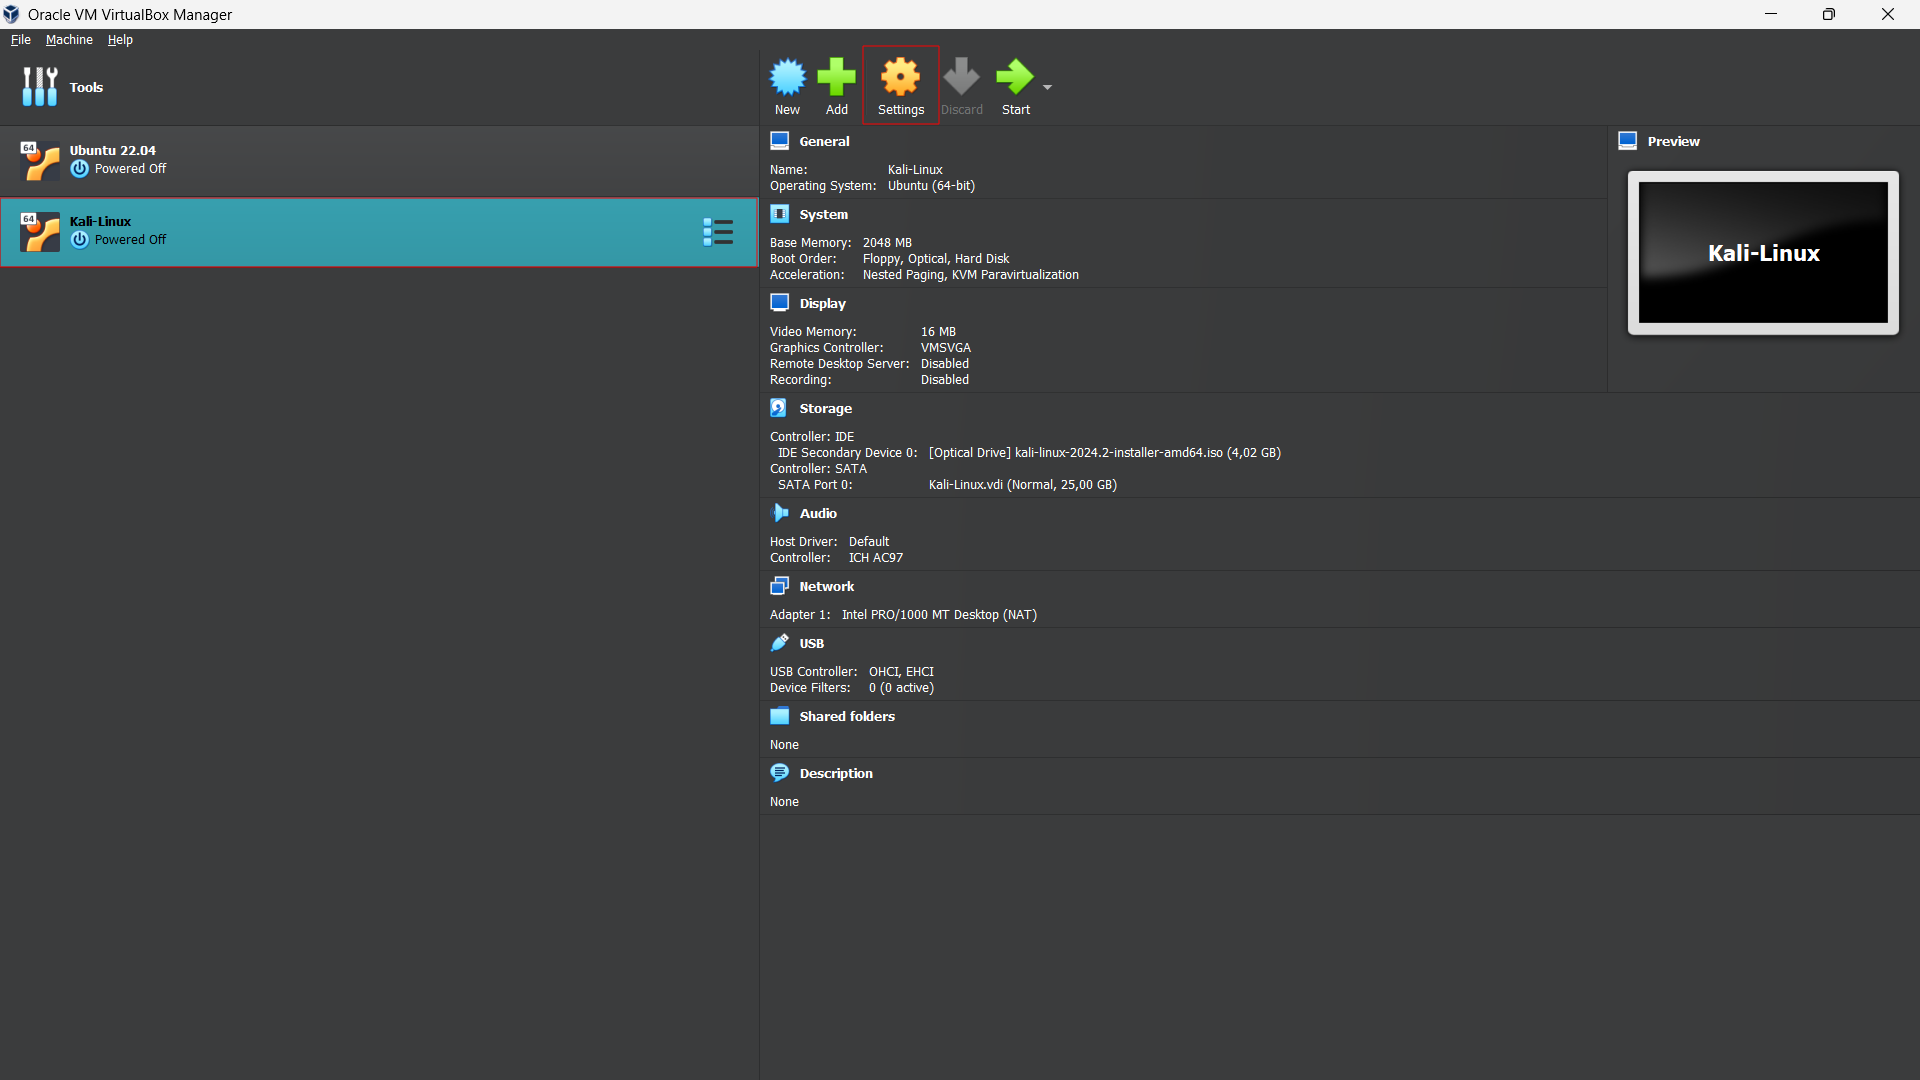 Oracle VM VirtualBox Manager
File Machine Help
Tools
New Add Settings Discard Start
64
Ubuntu 22.04
Powered Off
64
Kali-Linux
Powered Off
General
Name: Kali-Linux
Operating System: Ubuntu (64-bit)
System
Base Memory: 2048 MB
Boot Order: Floppy, Optical, Hard Disk
Acceleration: Nested Paging, KVM Paravirtualization
Display
Video Memory: 16 MB
Graphics Controller: VMSVGA
Remote Desktop Server: Disabled
Recording: Disabled
Storage
Controller: IDE
IDE Secondary Device 0: [Optical Drive] kali-linux-2024.2-installer-amd64.iso (4,02 GB)
Controller: SATA
SATA Port 0: Kali-Linux.vdi (Normal, 25,00 GB)
Audio
Host Driver: Default
Controller: ICH AC97
Network
Adapter 1: Intel PRO/1000 MT Desktop (NAT)
USB
USB Controller: OHCI, EHCI
Device Filters: 0 (0 active)
Shared folders
None
Description
None
Preview
Kali-Linux